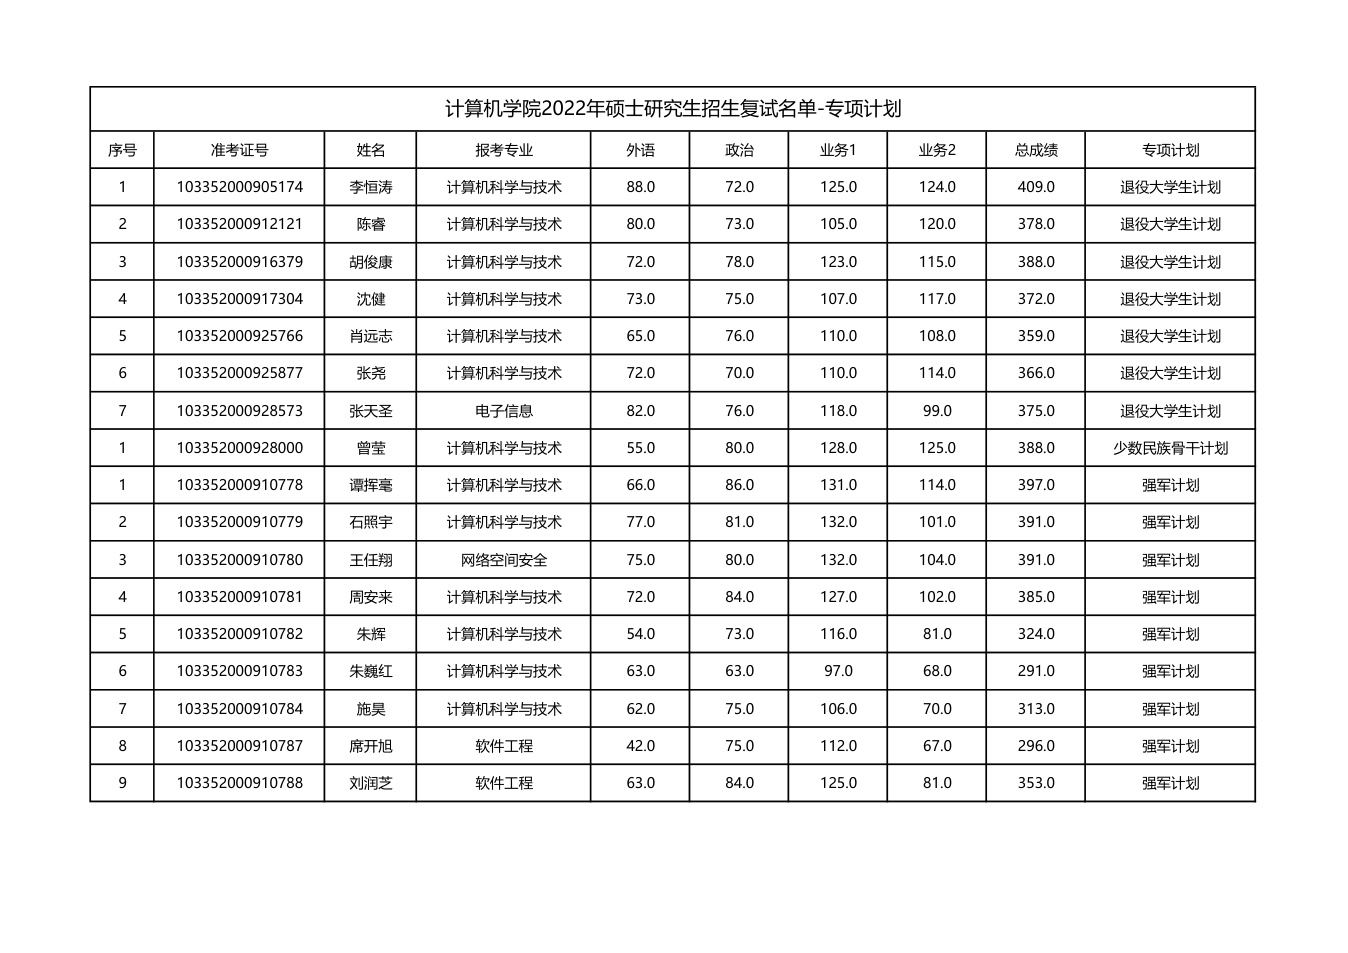 计算机学院2022年硕士研究生招生复试名单-专项计划
序号 准考证号 姓名 报考专业 外语 政治 业务1 业务2 总成绩 专项计划
1 103352000905174 李恒涛 计算机科学与技术 88.0 72.0 125.0 124.0 409.0 退役大学生计划
2 103352000912121 陈睿 计算机科学与技术 80.0 73.0 105.0 120.0 378.0 退役大学生计划
3 103352000916379 胡俊康 计算机科学与技术 72.0 78.0 123.0 115.0 388.0 退役大学生计划
4 103352000917304 沈健 计算机科学与技术 73.0 75.0 107.0 117.0 372.0 退役大学生计划
5 103352000925766 肖远志 计算机科学与技术 65.0 76.0 110.0 108.0 359.0 退役大学生计划
6 103352000925877 张尧 计算机科学与技术 72.0 70.0 110.0 114.0 366.0 退役大学生计划
7 103352000928573 张天圣 电子信息 82.0 76.0 118.0 99.0 375.0 退役大学生计划
1 103352000928000 曾莹 计算机科学与技术 55.0 80.0 128.0 125.0 388.0 少数民族骨干计划
1 103352000910778 谭挥毫 计算机科学与技术 66.0 86.0 131.0 114.0 397.0 强军计划
2 103352000910779 石照宇 计算机科学与技术 77.0 81.0 132.0 101.0 391.0 强军计划
3 103352000910780 王任翔 网络空间安全 75.0 80.0 132.0 104.0 391.0 强军计划
4 103352000910781 周安来 计算机科学与技术 72.0 84.0 127.0 102.0 385.0 强军计划
5 103352000910782 朱辉 计算机科学与技术 54.0 73.0 116.0 81.0 324.0 强军计划
6 103352000910783 朱巍红 计算机科学与技术 63.0 63.0 97.0 68.0 291.0 强军计划
7 103352000910784 施昊 计算机科学与技术 62.0 75.0 106.0 70.0 313.0 强军计划
8 103352000910787 席开旭 软件工程 42.0 75.0 112.0 67.0 296.0 强军计划
9 103352000910788 刘润芝 软件工程 63.0 84.0 125.0 81.0 353.0 强军计划